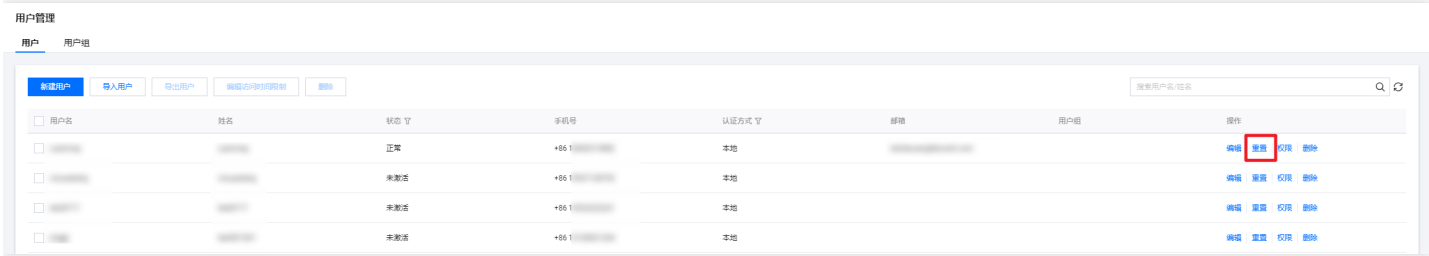 用户管理
用户 用户组
新建用户 导入用户 导出用户 编辑访问时间限制 删除 搜索用户名/姓名
用户名 姓名 状态 手机号 认证方式 邮箱 用户组 操作
正常 +86 1 本地 编辑 重置 权限 删除
未激活 +86 1 本地 编辑 重置 权限 删除
未激活 +86 1 本地 编辑 重置 权限 删除
未激活 +86 1 本地 编辑 重置 权限 删除